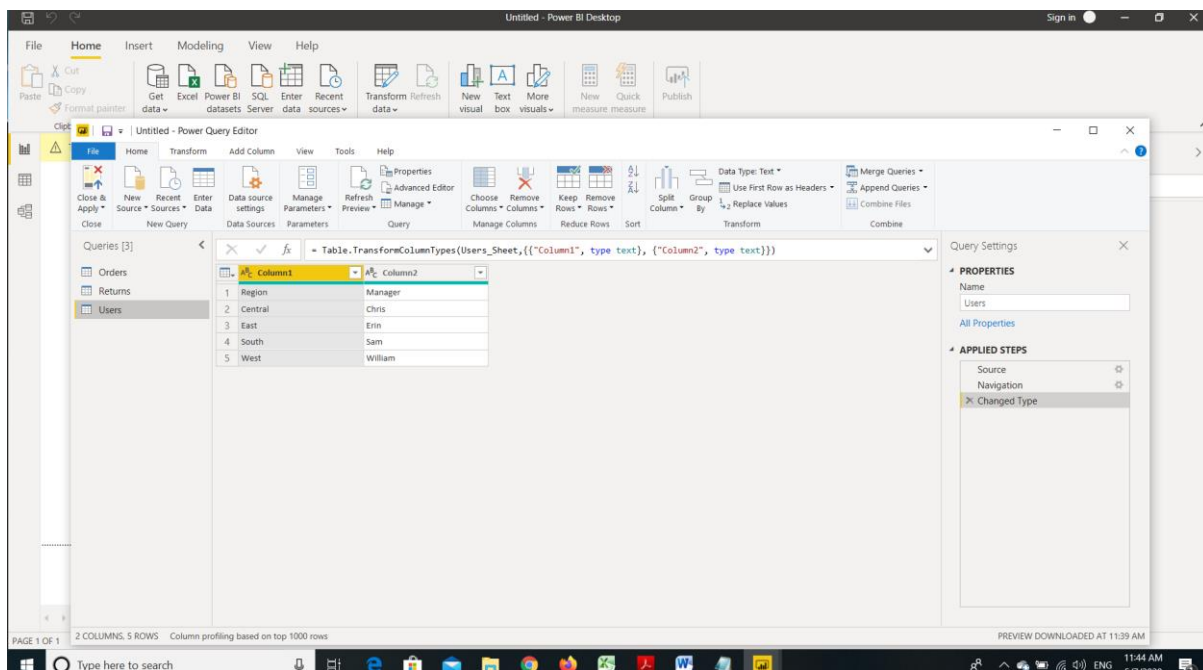 Untitled - Power BI Desktop
Sign in
File Home Insert Modeling View Help
Paste
Cut
Copy
Format painter
Get data
Excel
Power BI datasets
SQL Server
Enter data
Recent sources
Transform data
Refresh
New visual
Text box
More visuals
New measure
Quick measure
Publish
Untitled - Power Query Editor
File Home Transform Add Column View Tools Help
Close & Apply
New Source
Recent Sources
Enter Data
Data source settings
Manage Parameters
Refresh Preview
Properties
Advanced Editor
Manage
Choose Columns
Remove Columns
Keep Rows
Remove Rows
Split Column
Group By
Data Type: Text
Use First Row as Headers
Replace Values
Merge Queries
Append Queries
Combine Files
Close
New Query
Data Sources
Parameters
Query
Manage Columns
Reduce Rows
Sort
Transform
Combine
Queries [3]
Orders
Returns
Users
fx = Table.TransformColumnTypes(Users_Sheet,{{"Column1", type text}, {"Column2", type text}})
Column1 Column2
1 Region Manager
2 Central Chris
3 East Erin
4 South Sam
5 West William
Query Settings
PROPERTIES
Name
Users
All Properties
APPLIED STEPS
Source
Navigation
Changed Type
2 COLUMNS, 5 ROWS Column profiling based on top 1000 rows
PREVIEW DOWNLOADED AT 11:39 AM
PAGE 1 OF 1
Type here to search
ENG
11:44 AM